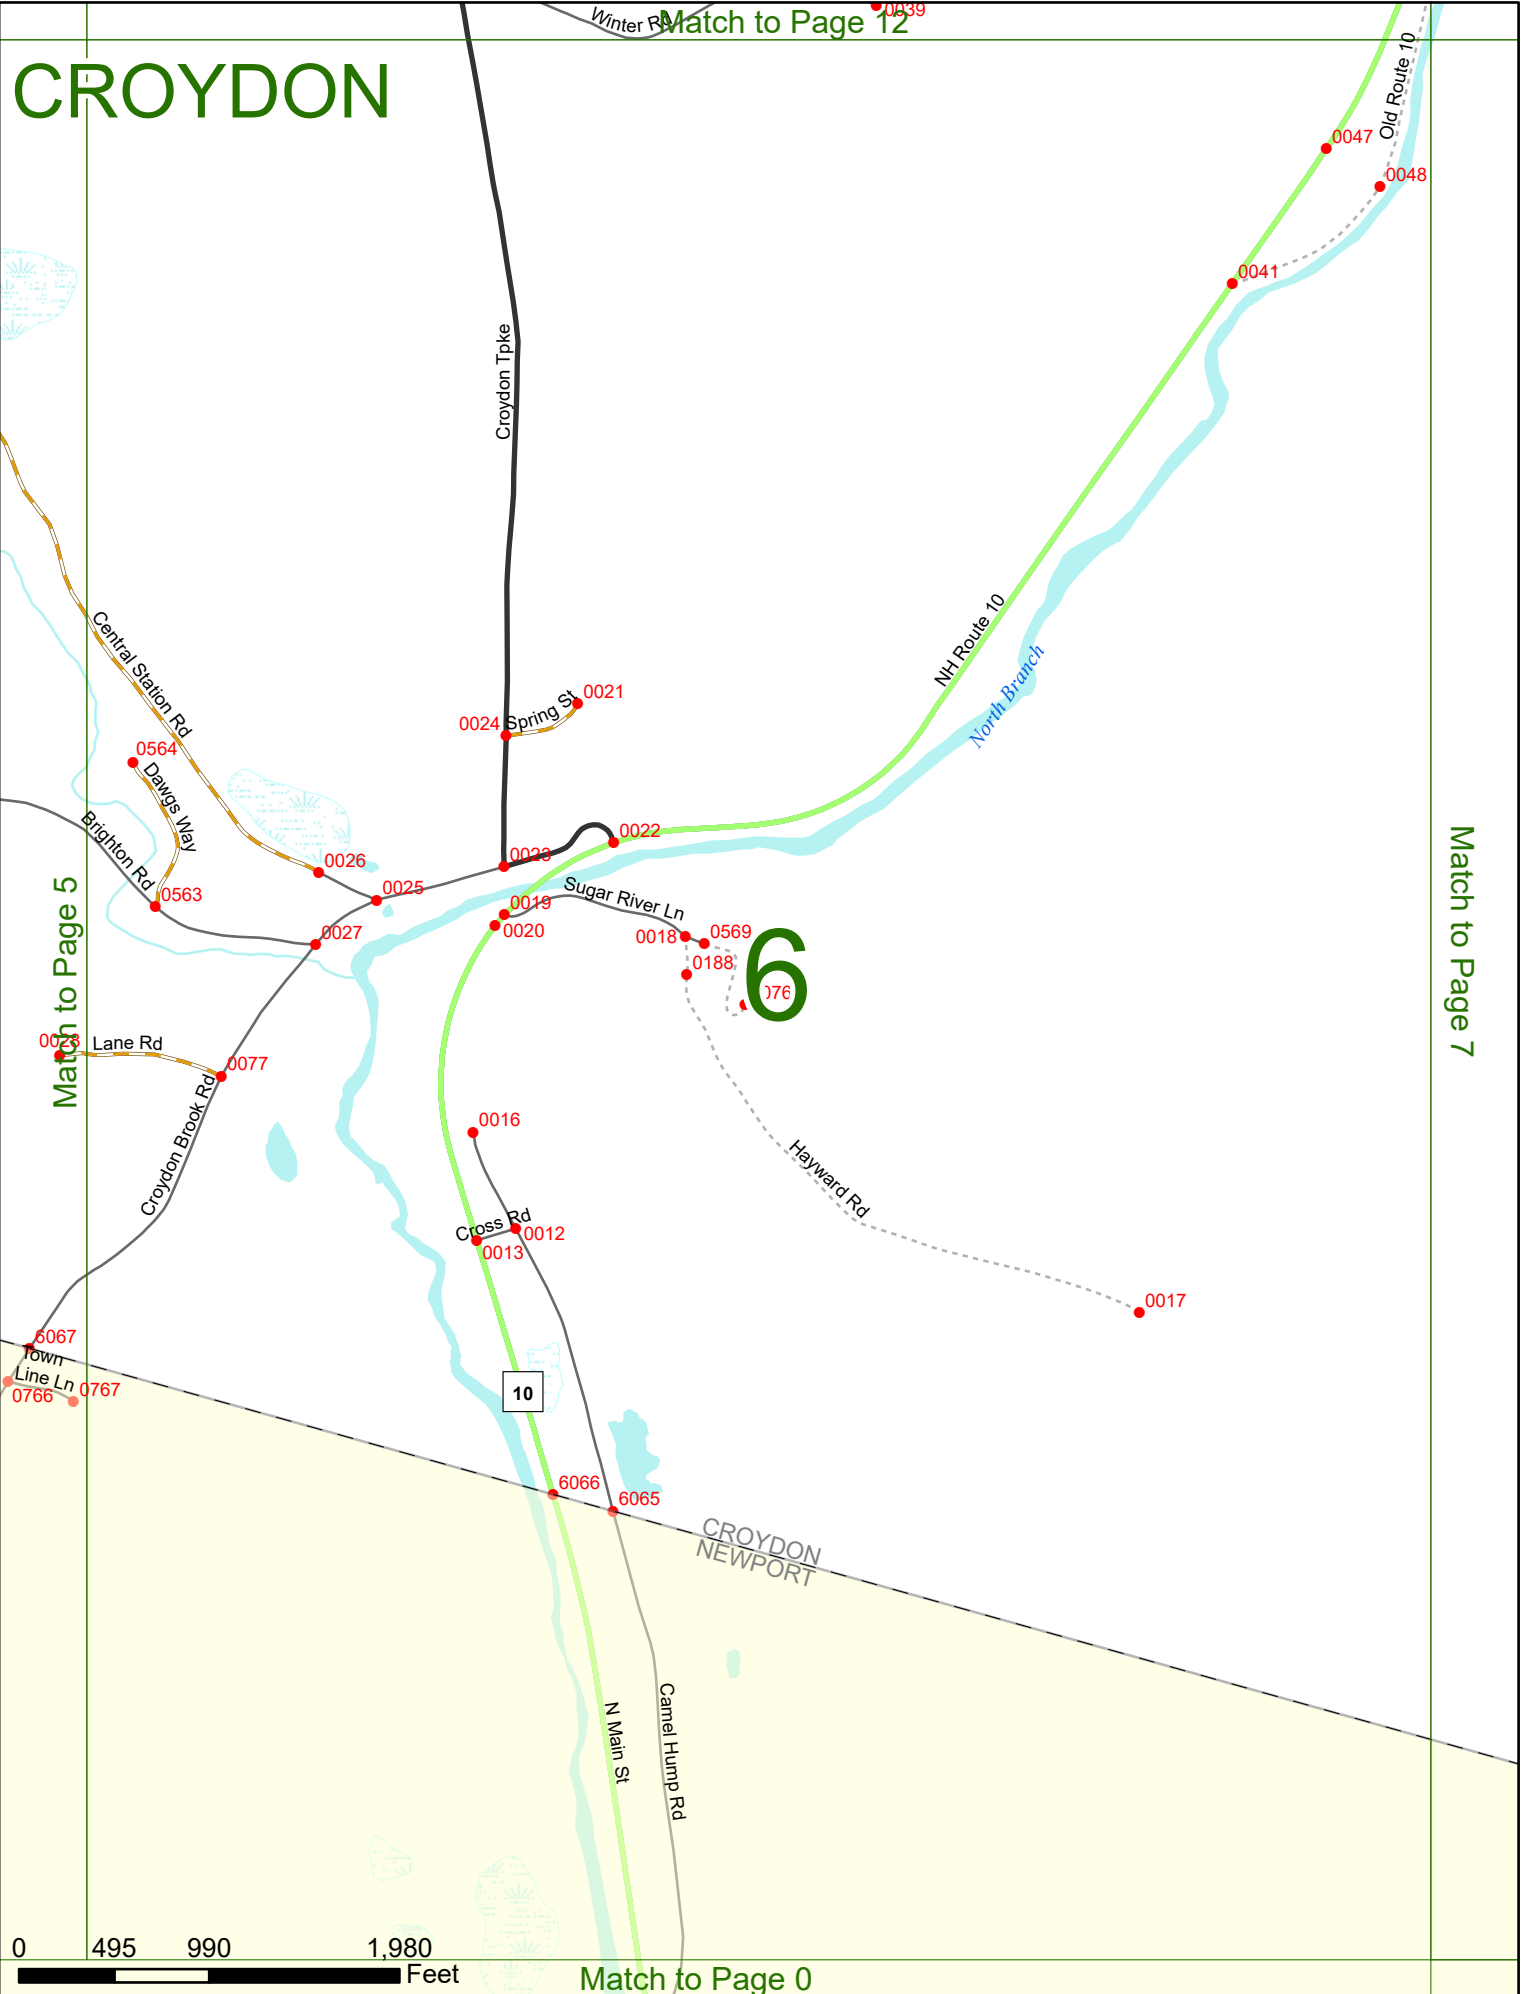 Winter Rd
Match to Page 12
0039
CROYDON
Old Route 10
0047
0048
0041
Croydon Tpke
NH Route 10
North Branch
Central Station Rd
0021
Spring St
0024
0564
Dawgs Way
Brighton Rd
0022
0023
0026
0025
0563
Sugar River Ln
0019
0020
0018
0569
0027
0188
6
076
Match to Page 5
Match to Page 7
0028
Lane Rd
0077
Croydon Brook Rd
0016
Hayward Rd
Cross Rd
0012
0013
0017
6067
Town
Line Ln
0766
0767
10
6066
6065
CROYDON
NEWPORT
N Main St
Camel Hump Rd
0 495 990 1,980
Feet
Match to Page 0